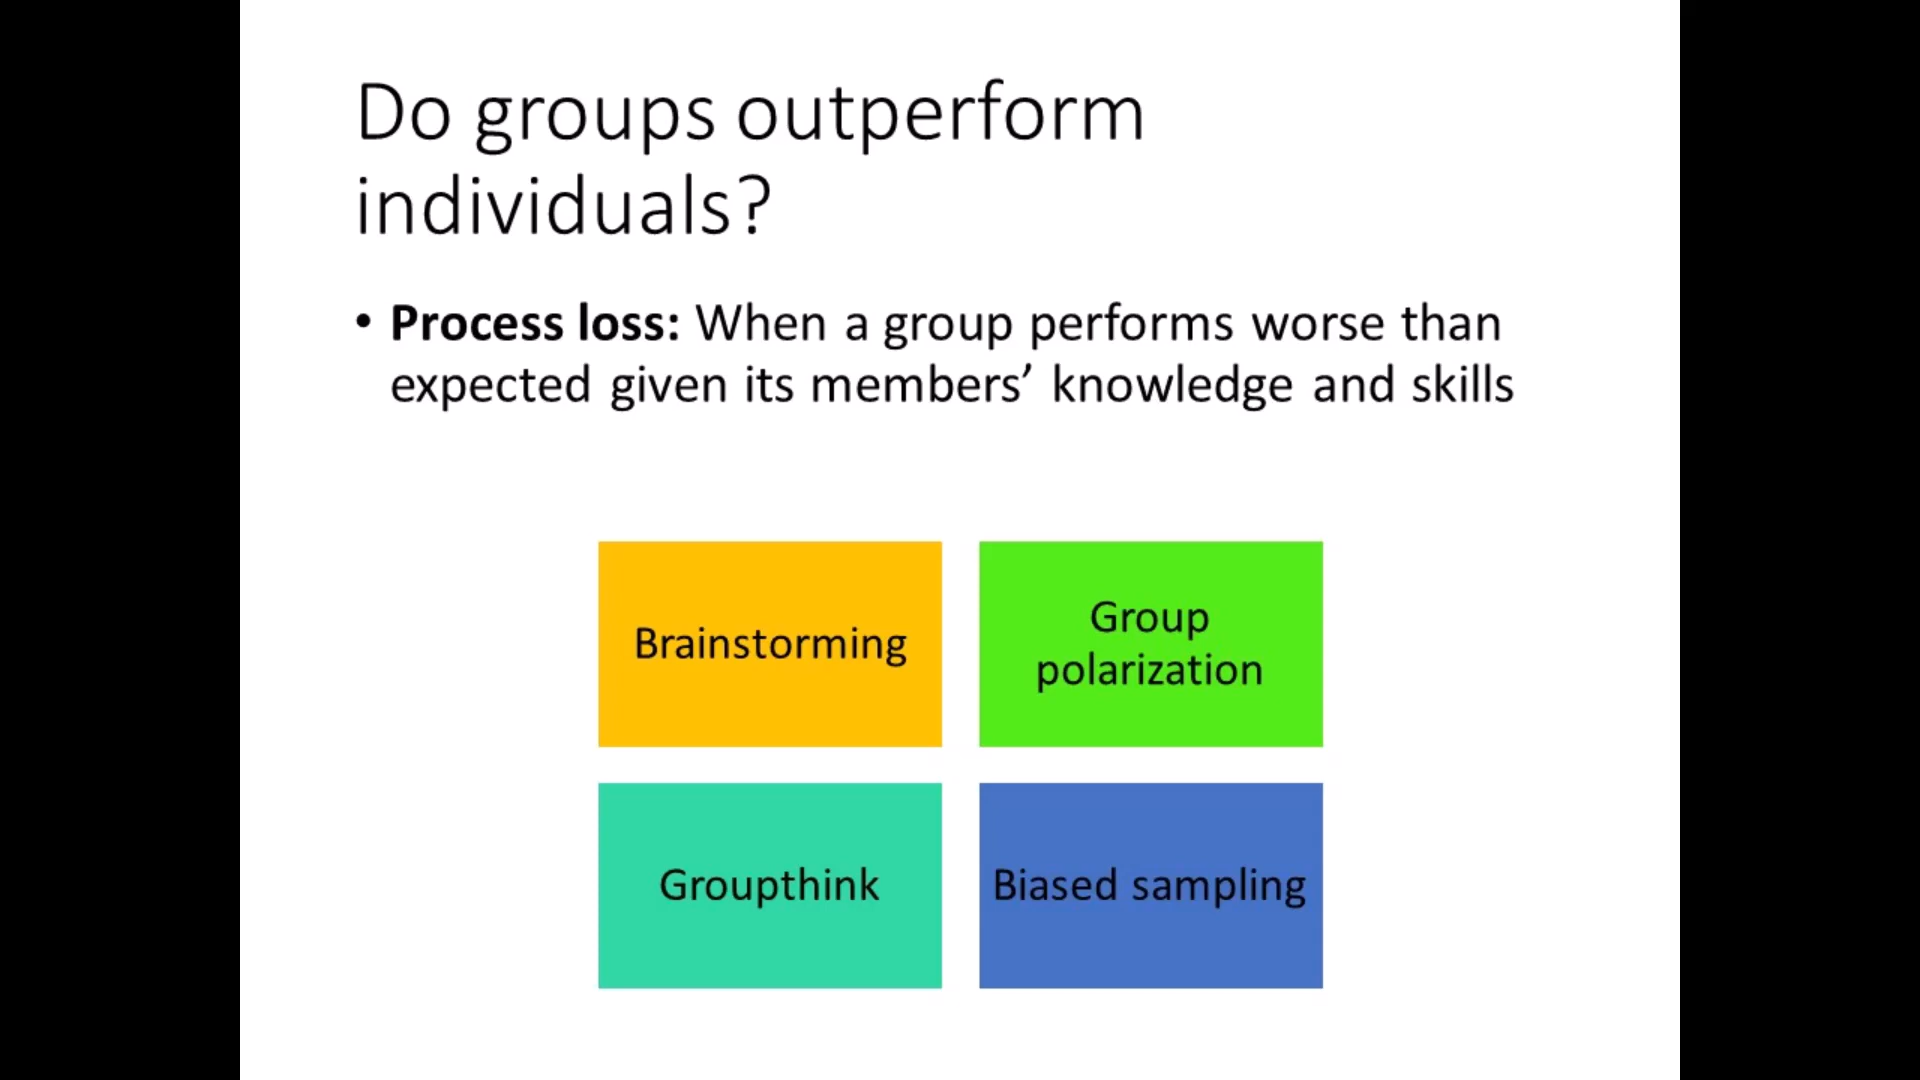 Do groups outperform
individuals?
• Process loss: When a group performs worse than
expected given its members’ knowledge and skills
Brainstorming
Group
polarization
Groupthink
Biased sampling